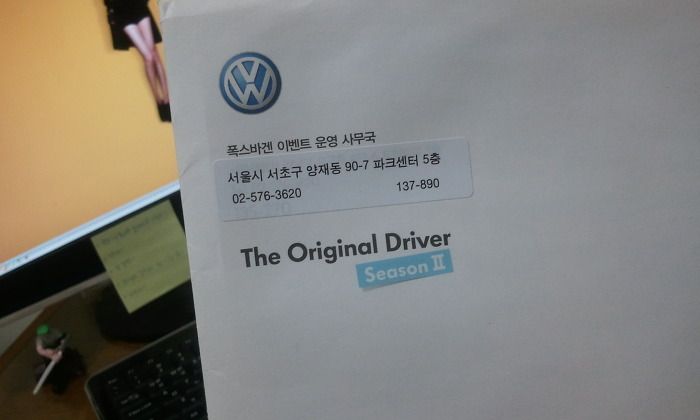 폭스바겐 이벤트 운영 사무국
서울시 서초구 양재동 90-7 파크센터 5층
02-576-3620 137-890
The Original Driver
Season Ⅱ